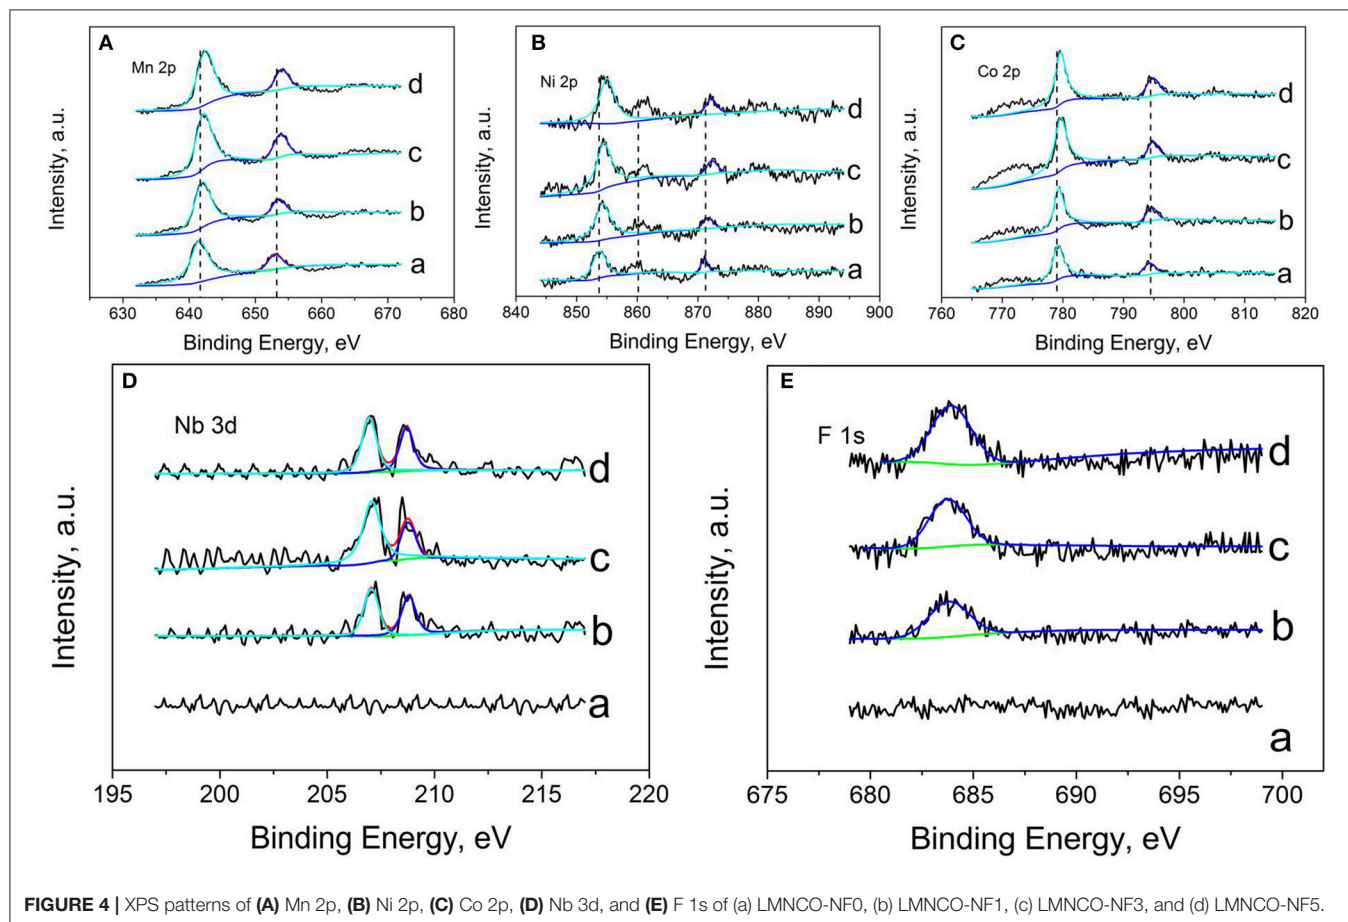 A
Mn 2p
d
c
b
a
Intensity, a.u.
630 640 650 660 670 680
Binding Energy, eV
B
Ni 2p
d
c
b
a
Intensity, a.u.
840 850 860 870 880 890 900
Binding Energy, eV
C
Co 2p
d
c
b
a
Intensity, a.u.
760 770 780 790 800 810 820
Binding Energy, eV
D
Nb 3d
d
c
b
a
Intensity, a.u.
195 200 205 210 215 220
Binding Energy, eV
E
F 1s
d
c
b
a
Intensity, a.u.
675 680 685 690 695 700
Binding Energy, eV
FIGURE 4 | XPS patterns of (A) Mn 2p, (B) Ni 2p, (C) Co 2p, (D) Nb 3d, and (E) F 1s of (a) LMNCO-NF0, (b) LMNCO-NF1, (c) LMNCO-NF3, and (d) LMNCO-NF5.